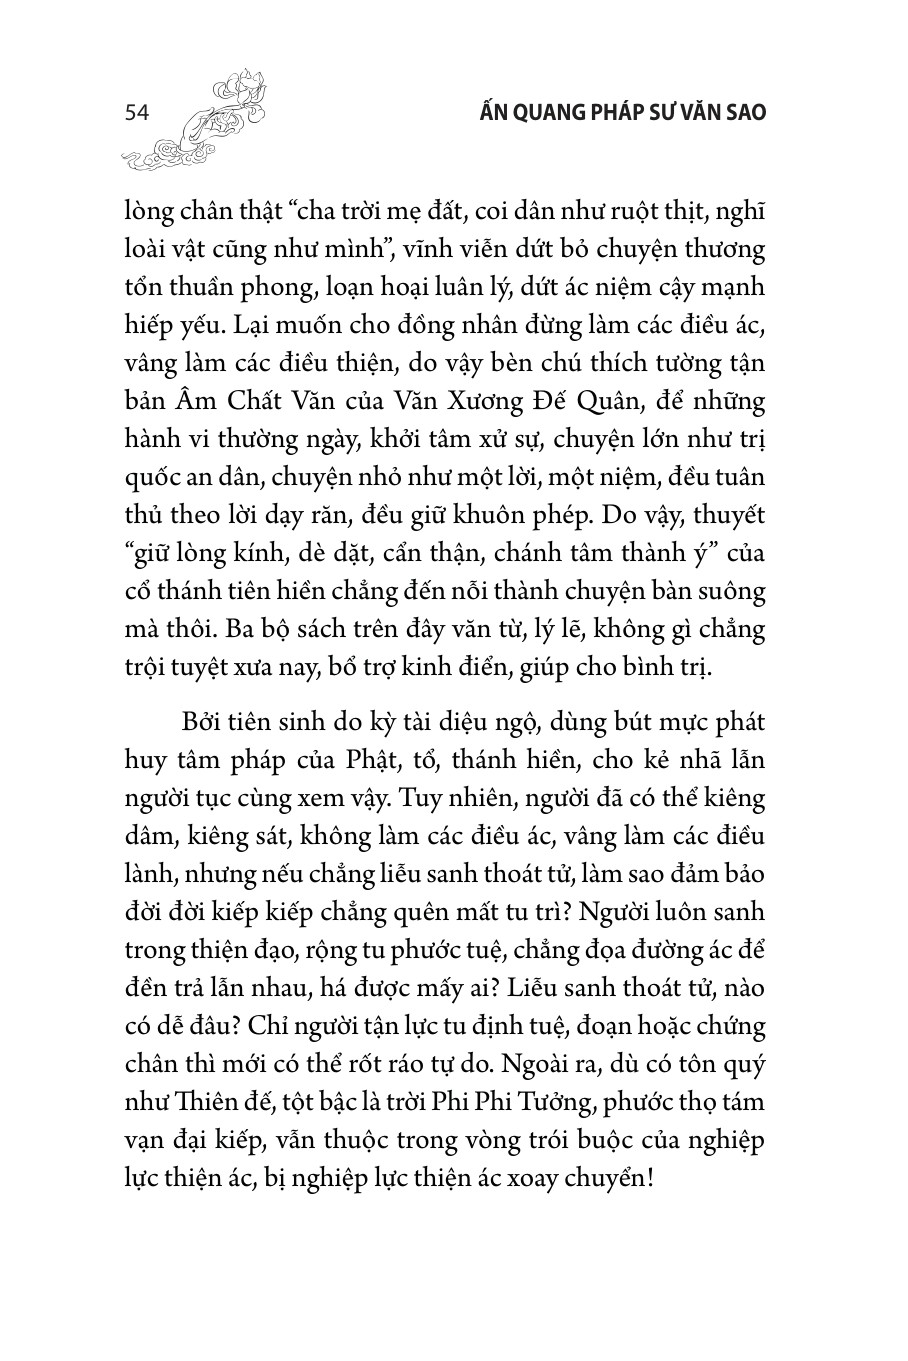 54
ẤN QUANG PHÁP SƯ VĂN SAO
lòng chân thật “cha trời mẹ đất, coi dân như ruột thịt, nghĩ
loài vật cũng như mình”, vĩnh viễn dứt bỏ chuyện thương
tổn thuần phong, loạn hoại luân lý, dứt ác niệm cậy mạnh
hiếp yếu. Lại muốn cho đồng nhân đừng làm các điều ác,
vâng làm các điều thiện, do vậy bèn chú thích tường tận
bản Âm Chất Văn của Văn Xương Đế Quân, để những
hành vi thường ngày, khởi tâm xử sự, chuyện lớn như trị
quốc an dân, chuyện nhỏ như một lời, một niệm, đều tuân
thủ theo lời dạy răn, đều giữ khuôn phép. Do vậy, thuyết
“giữ lòng kính, dè dặt, cẩn thận, chánh tâm thành ý” của
cổ thánh tiên hiền chẳng đến nỗi thành chuyện bàn suông
mà thôi. Ba bộ sách trên đây văn từ, lý lẽ, không gì chẳng
trội tuyệt xưa nay, bổ trợ kinh điển, giúp cho bình trị.
Bởi tiên sinh do kỳ tài diệu ngộ, dùng bút mực phát
huy tâm pháp của Phật, tổ, thánh hiền, cho kẻ nhã lẫn
người tục cùng xem vậy. Tuy nhiên, người đã có thể kiêng
dâm, kiêng sát, không làm các điều ác, vâng làm các điều
lành, nhưng nếu chẳng liễu sanh thoát tử, làm sao đảm bảo
đời đời kiếp kiếp chẳng quên mất tu trì? Người luôn sanh
trong thiện đạo, rộng tu phước tuệ, chẳng đọa đường ác để
đền trả lẫn nhau, há được mấy ai? Liễu sanh thoát tử, nào
có dễ đâu? Chỉ người tận lực tu định tuệ, đoạn hoặc chứng
chân thì mới có thể rốt ráo tự do. Ngoài ra, dù có tôn quý
như Thiên đế, tột bậc là trời Phi Phi Tưởng, phước thọ tám
vạn đại kiếp, vẫn thuộc trong vòng trói buộc của nghiệp
lực thiện ác, bị nghiệp lực thiện ác xoay chuyển!